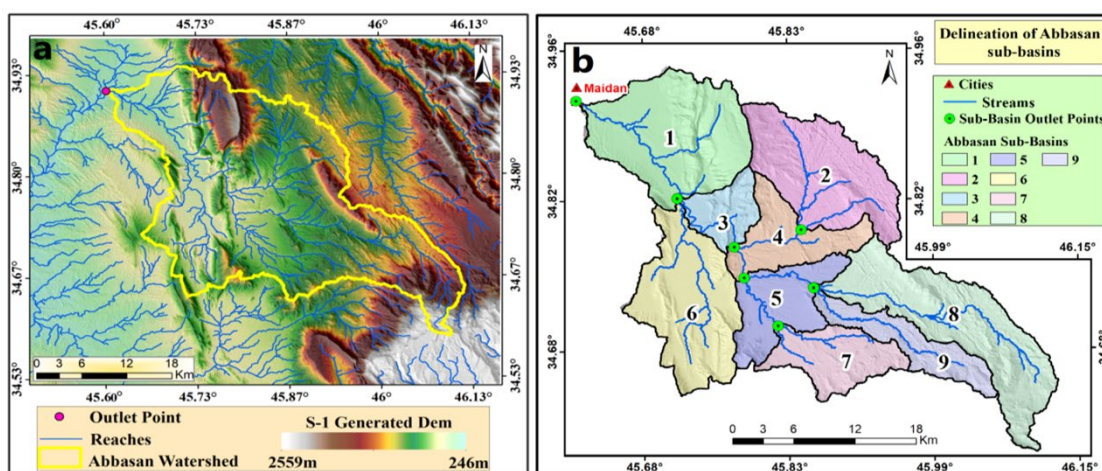 45.60 45.73 45.87 46° 46.13
a
N
34.93° 34.93°
34.80° 34.80°
34.67° 34.67°
34.53° 34.53°
0 3 6 12 18
Km
45.60 45.73 45.87 46° 46.13
Outlet Point
Reaches
Abbasan Watershed
S-1 Generated Dem
2559m 246m
45.68 45.83
b
N
34.96° 34.96°
Maidan
1
2
34.82° 34.82°
3
4
45.99° 46.15°
5
6
8
34.68° 34.68°
7
9
0 3 6 12 18
Km
45.68 45.83 45.99 46.15
Delineation of Abbasan
sub-basins
Cities
Streams
Sub-Basin Outlet Points
Abbasan Sub-Basins
1 5 9
2 6
3 7
4 8